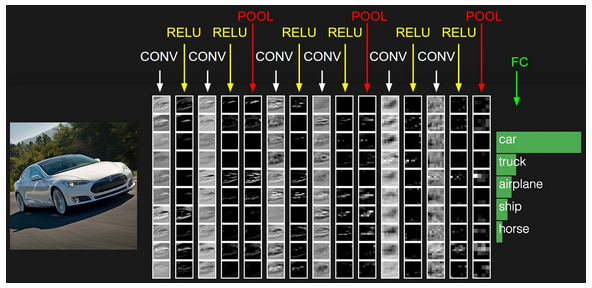 POOL POOL POOL
RELU RELU RELU RELU RELU RELU
CONV CONV CONV CONV CONV CONV
FC
car
truck
airplane
ship
horse